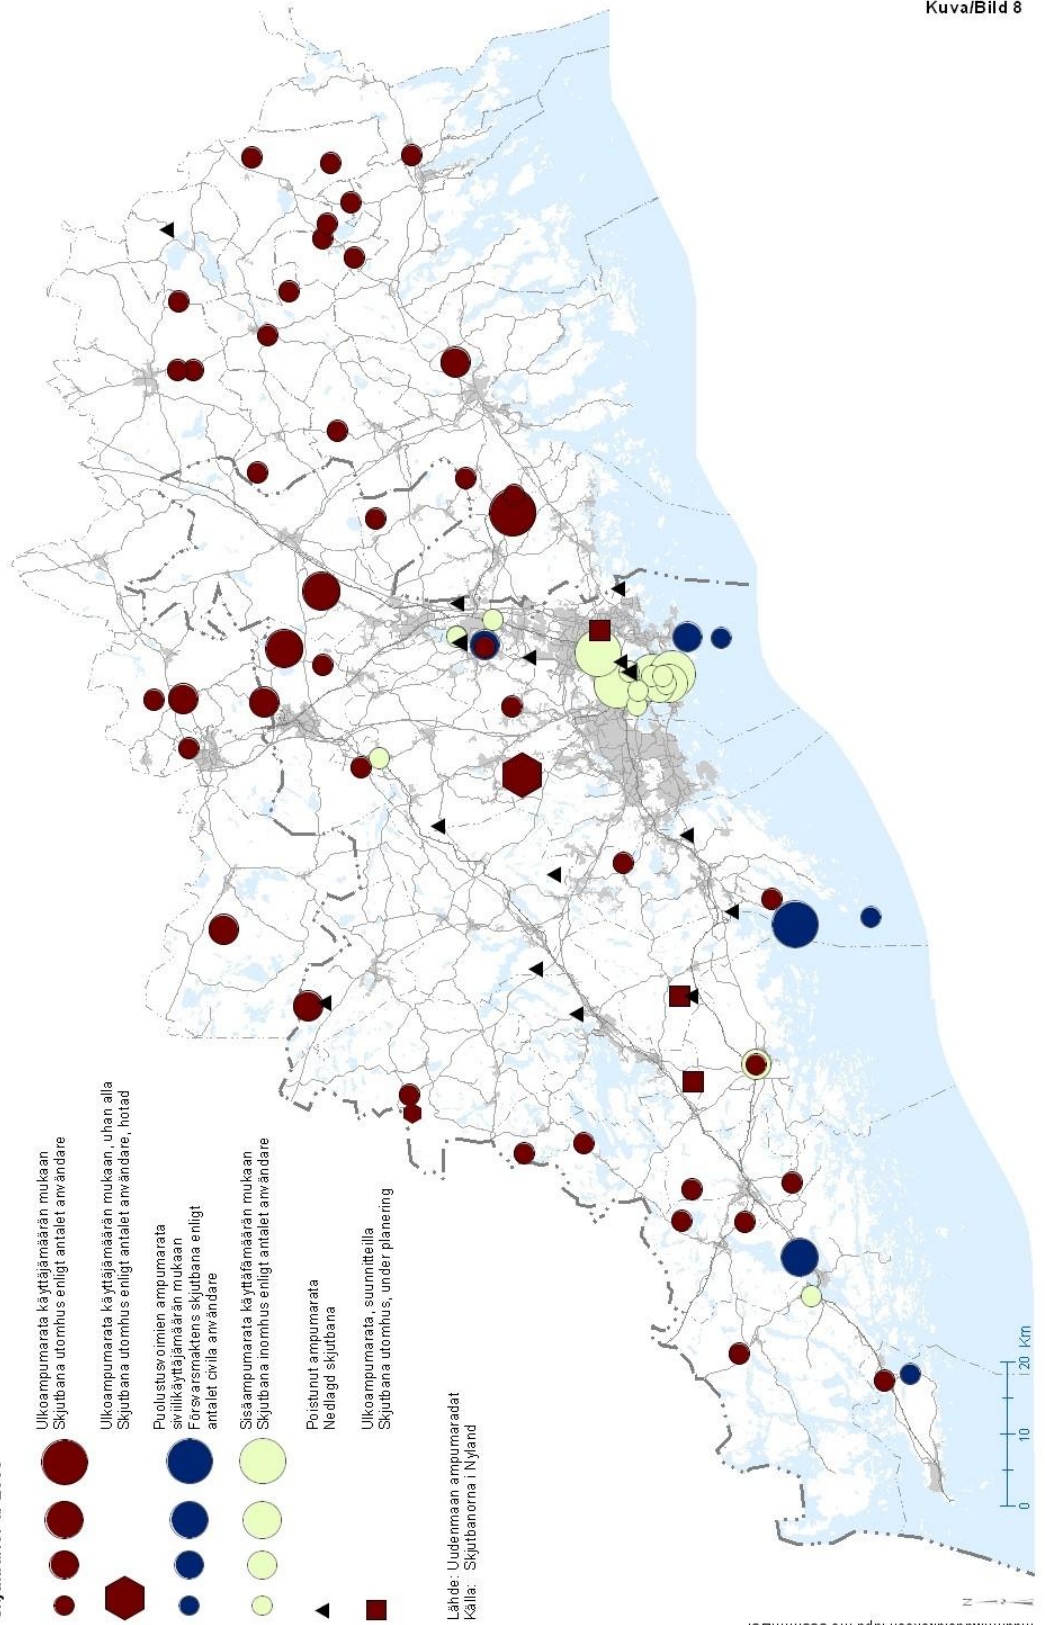 Kuva/Bild 8
Ulkoampumarata käyttäjämäärän mukaan
Skjutbana utomhus enligt antalet användare
Ulkoampumarata käyttäjämäärän mukaan, uhan alla
Skjutbana utomhus enligt antalet användare, hotad
Puolustusvoimien ampumarata
siviilikäyttäjämäärän mukaan
Försvarsmaktens skjutbana enligt
antalet civila användare
Sisäampumarata käyttäfämäärän mukaan
Skjutbana inomhus enligt antalet användare
Poistunut ampumarata
Nedlagd skjutbana
Ulkoampumarata, suunnitteilla
Skjutbana utomhus, under planering
Lähde: Uudenmaan ampumaradat
Källa: Skjutbanorna i Nyland
0 10 20 Km
N